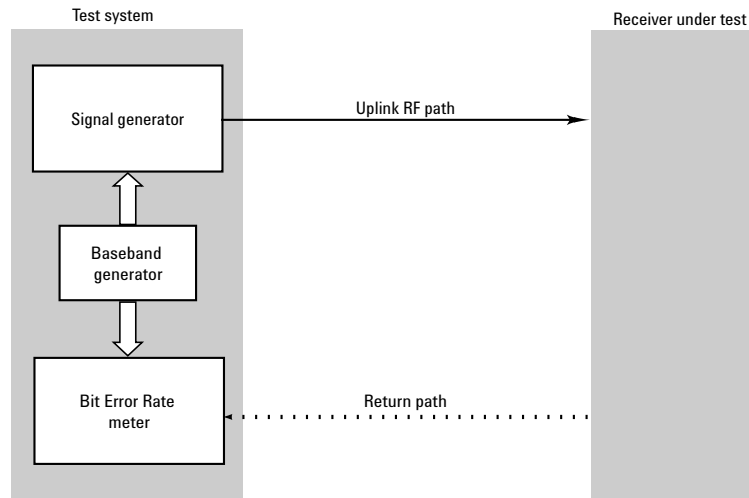 Test system
Receiver under test
Signal generator
Uplink RF path
Baseband
generator
Bit Error Rate
meter
Return path